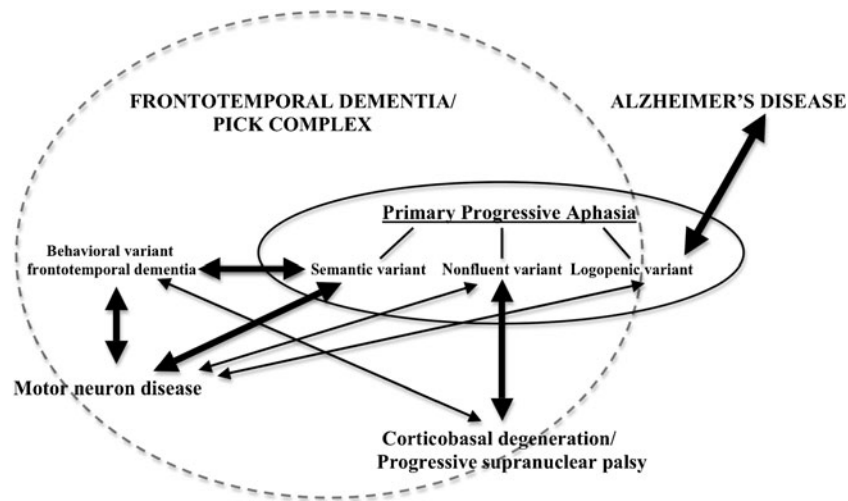 FRONTOTEMPORAL DEMENTIA/
PICK COMPLEX
ALZHEIMER'S DISEASE
Primary Progressive Aphasia
Behavioral variant
frontotemporal dementia
Semantic variant
Nonfluent variant
Logopenic variant
Motor neuron disease
Corticobasal degeneration/
Progressive supranuclear palsy